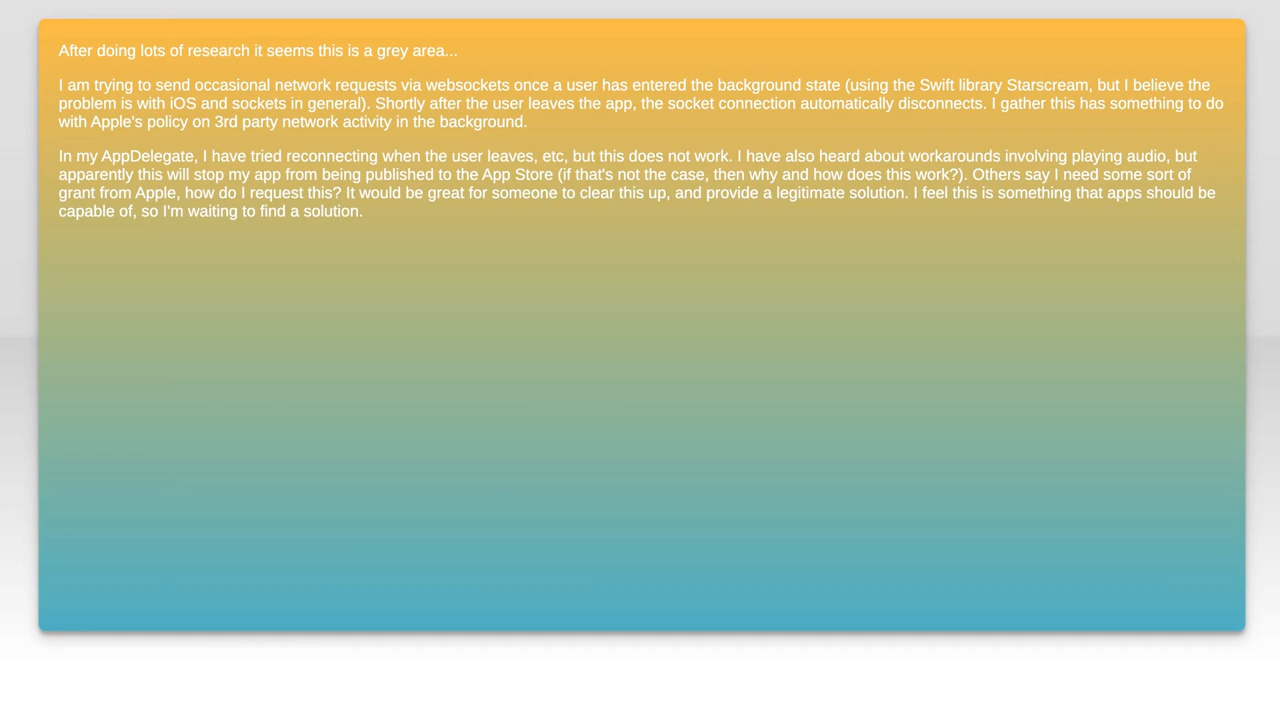 After doing lots of research it seems this is a grey area...
I am trying to send occasional network requests via websockets once a user has entered the background state (using the Swift library Starscream, but I believe the
problem is with iOS and sockets in general). Shortly after the user leaves the app, the socket connection automatically disconnects. I gather this has something to do
with Apple's policy on 3rd party network activity in the background.
In my AppDelegate, I have tried reconnecting when the user leaves, etc, but this does not work. I have also heard about workarounds involving playing audio, but
apparently this will stop my app from being published to the App Store (if that's not the case, then why and how does this work?). Others say I need some sort of
grant from Apple, how do I request this? It would be great for someone to clear this up, and provide a legitimate solution. I feel this is something that apps should be
capable of, so I'm waiting to find a solution.